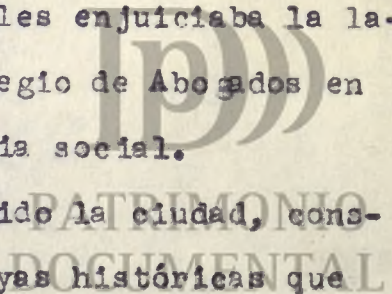 les enjuiciaba la la-
egio de Abogados en
ia social.
ido la ciudad, cons-
yas históricas que
(p)))
PATRIMONIO
DOCUMENTAL